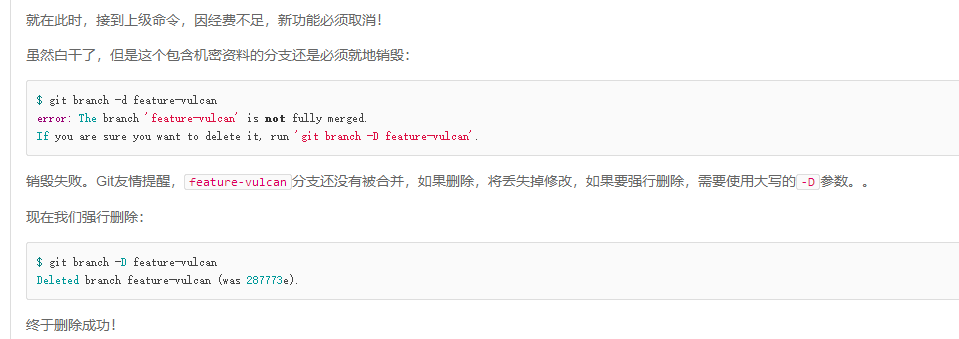 就在此时，接到上级命令，因经费不足，新功能必须取消！
虽然白干了，但是这个包含机密资料的分支还是必须就地销毁：
$ git branch -d feature-vulcan
error: The branch 'feature-vulcan' is not fully merged.
If you are sure you want to delete it, run 'git branch -D feature-vulcan'.
销毁失败。Git友情提醒，feature-vulcan分支还没有被合并，如果删除，将丢失掉修改，如果要强行删除，需要使用大写的-D参数。。
现在我们强行删除：
$ git branch -D feature-vulcan
Deleted branch feature-vulcan (was 287773e).
终于删除成功！